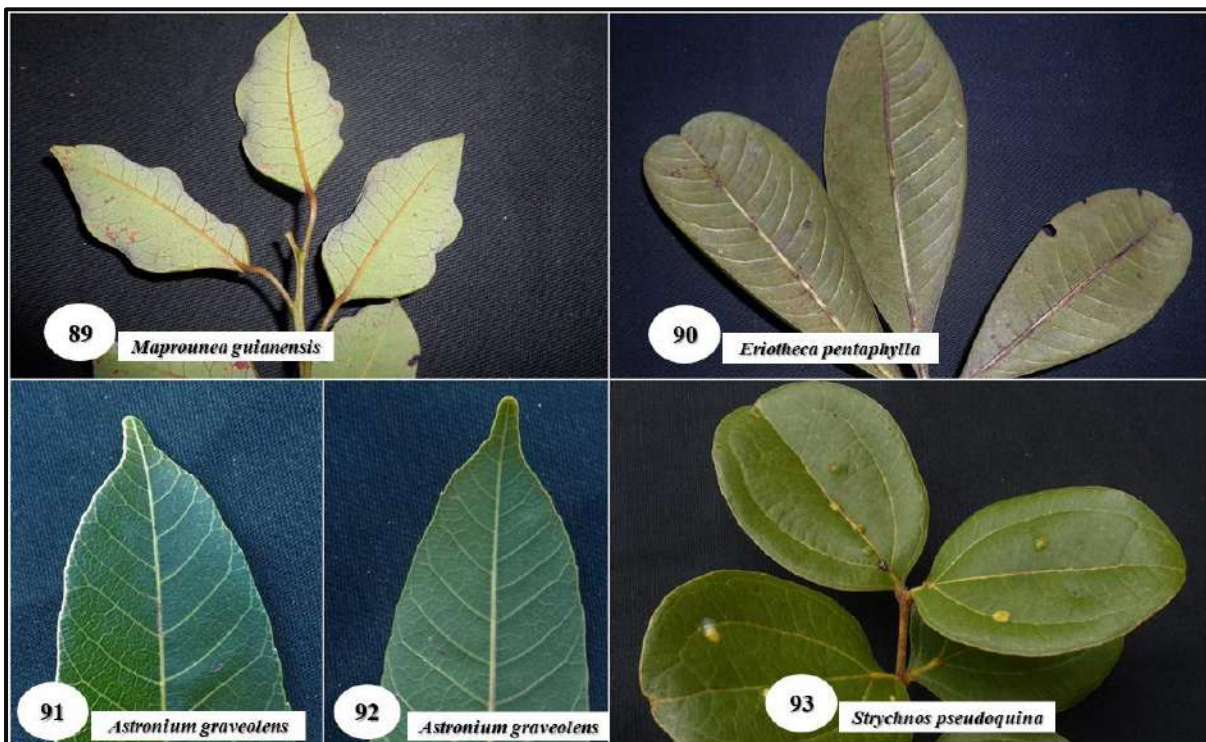 89
Maprounea guianensis
90
Eriotheca pentaphylla
91
Astronium graveolens
92
Astronium graveolens
93
Strychnos pseudoquina